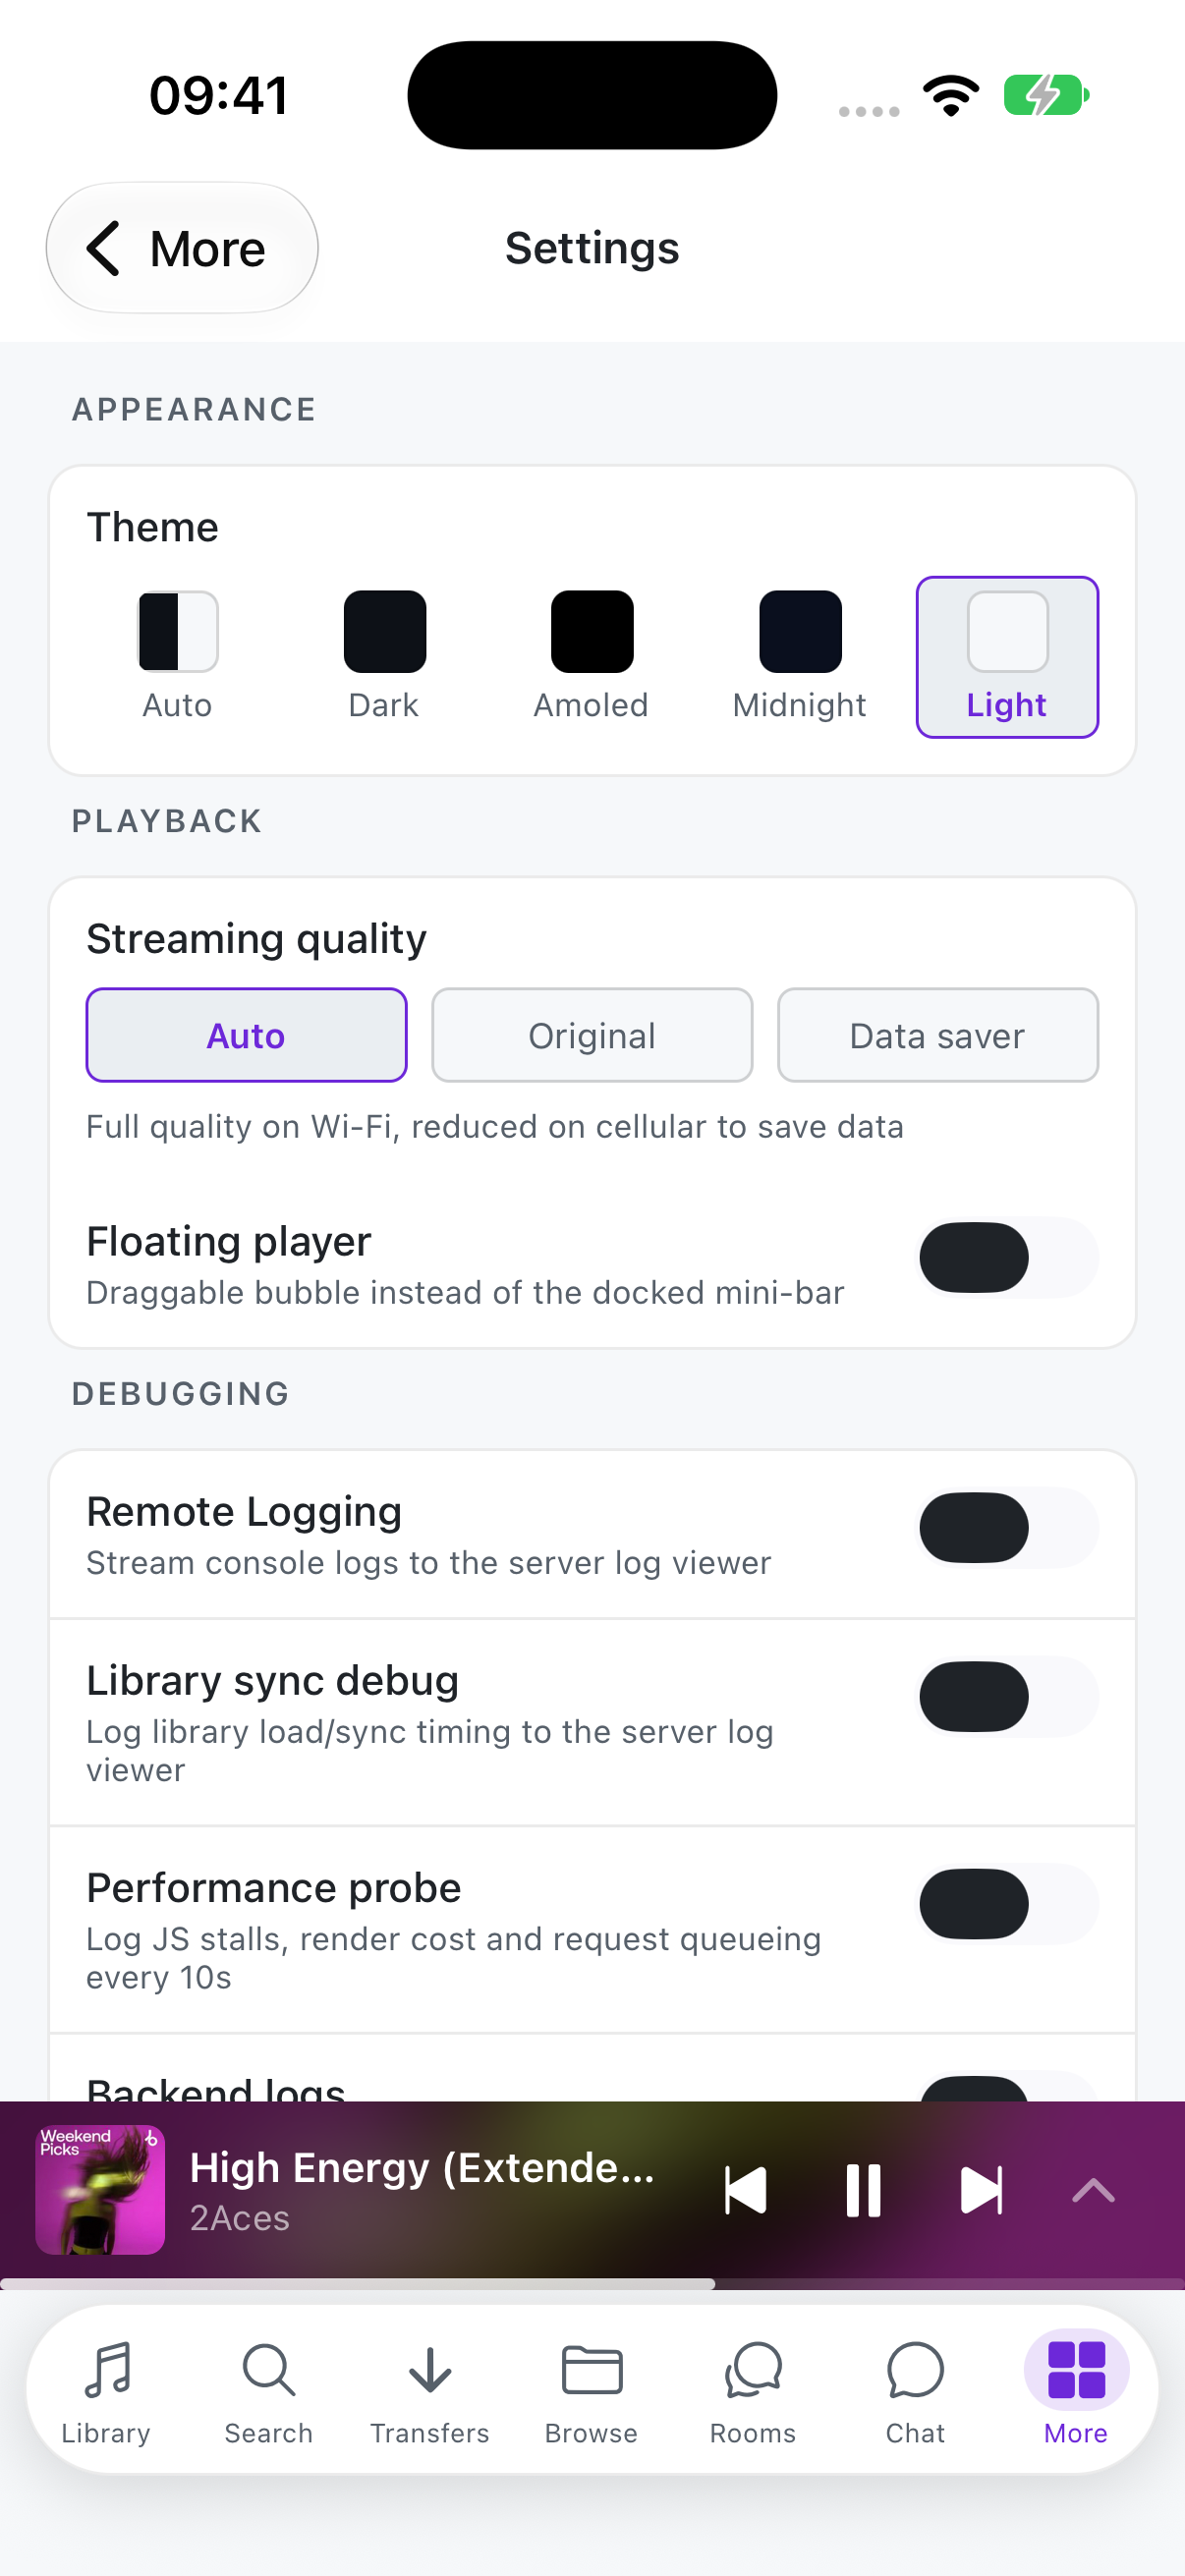 09:41
More
Settings
APPEARANCE
Theme
Auto
Dark
Amoled
Midnight
Light
PLAYBACK
Streaming quality
Auto
Original
Data saver
Full quality on Wi-Fi, reduced on cellular to save data
Floating player
Draggable bubble instead of the docked mini-bar
DEBUGGING
Remote Logging
Stream console logs to the server log viewer
Library sync debug
Log library load/sync timing to the server log
viewer
Performance probe
Log JS stalls, render cost and request queueing
every 10s
Backend logs
Weekend
Picks
High Energy (Extende...
2Aces
Library
Search
Transfers
Browse
Rooms
Chat
More